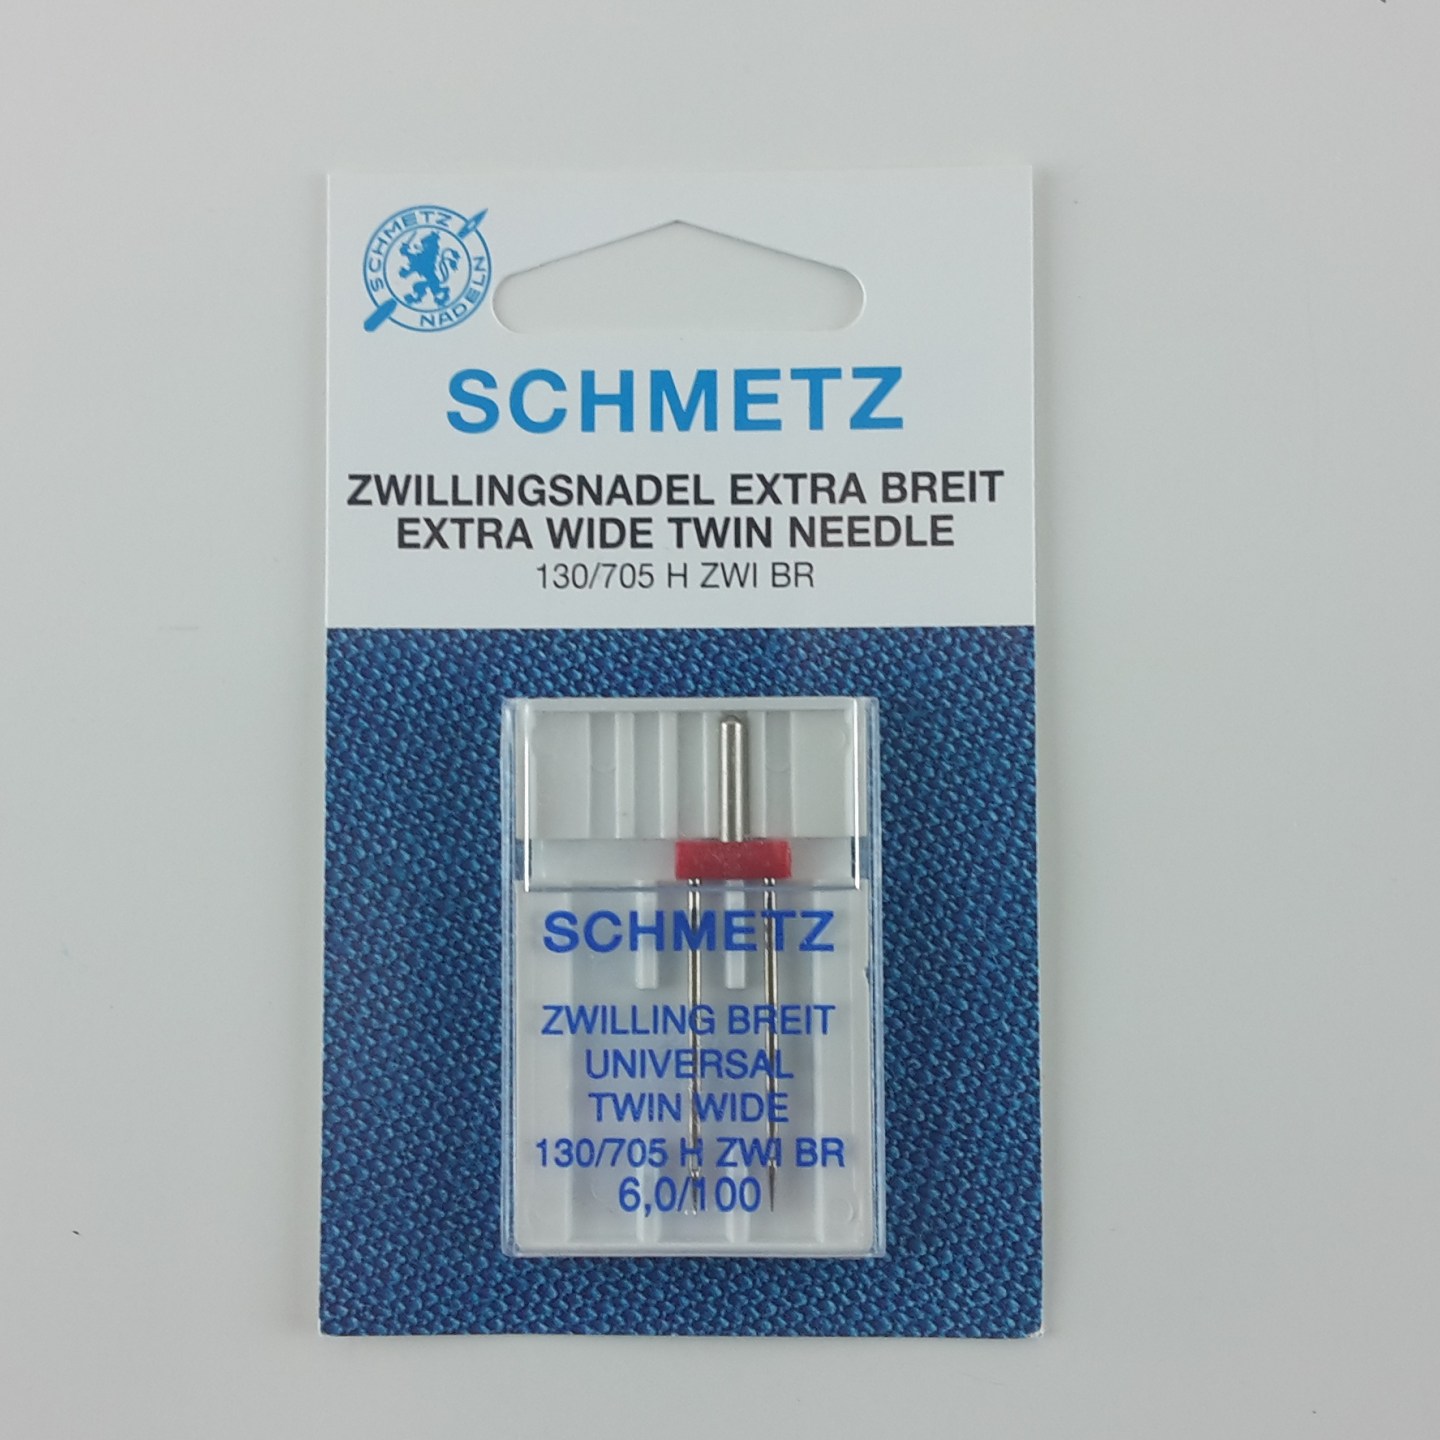 SCHMETZ
NADELN
SCHMETZ
ZWILLINGSNADEL EXTRA BREIT
EXTRA WIDE TWIN NEEDLE
130/705 H ZWI BR
SCHMETZ
ZWILLING BREIT
UNIVERSAL
TWIN WIDE
130/705 H ZWI BR
6,0/100